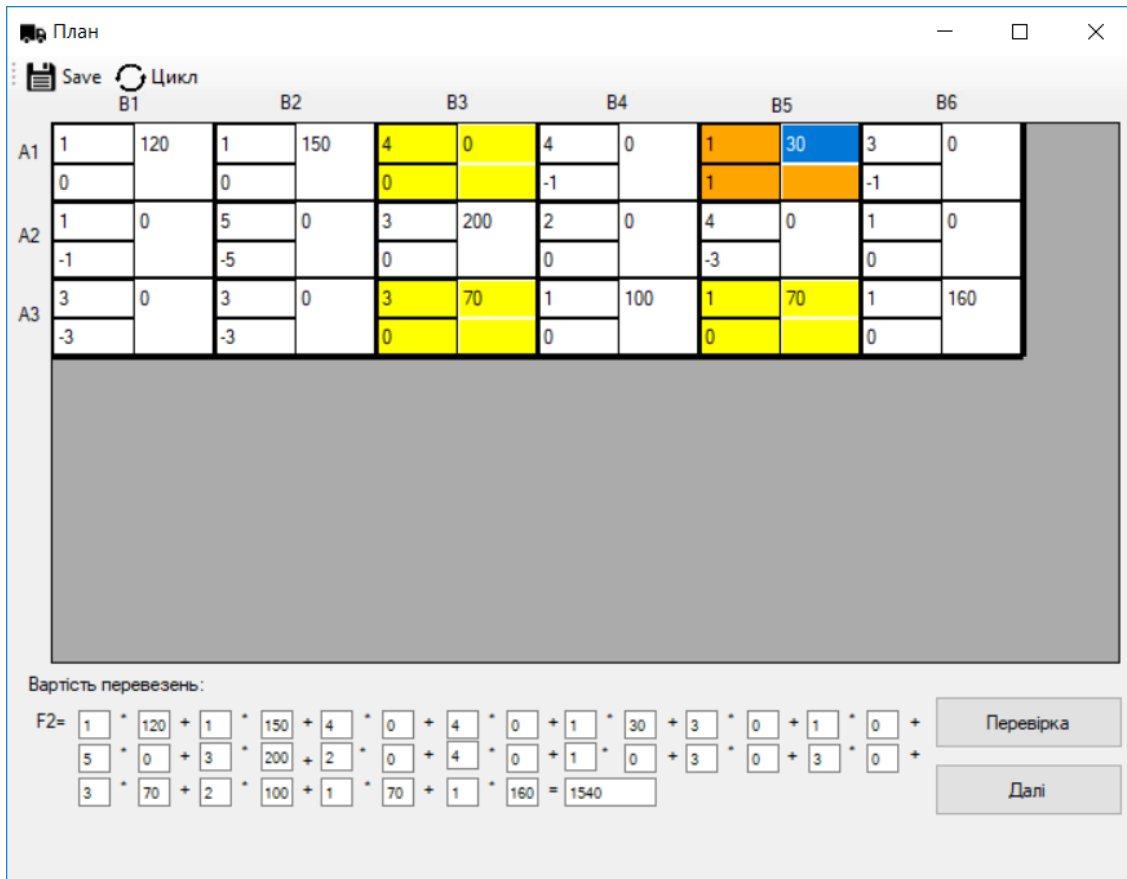 План
Save Цикл
B1 B2 B3 B4 B5 B6
A1 1 120 1 150 4 0 4 0 1 30 3 0
0 0 0 -1 1 -1
A2 1 0 5 0 3 200 2 0 4 0 1 0
-1 -5 0 0 -3 0
A3 3 0 3 0 3 70 1 100 1 70 1 160
-3 -3 0 0 0 0
Вартість перевезень:
F2= 1 * 120 + 1 * 150 + 4 * 0 + 4 * 0 + 1 * 30 + 3 * 0 + 1 * 0 + Перевірка
5 * 0 + 3 * 200 + 2 * 0 + 4 * 0 + 1 * 0 + 3 * 0 + 3 * 0 +
3 * 70 + 2 * 100 + 1 * 70 + 1 * 160 = 1540 Далі